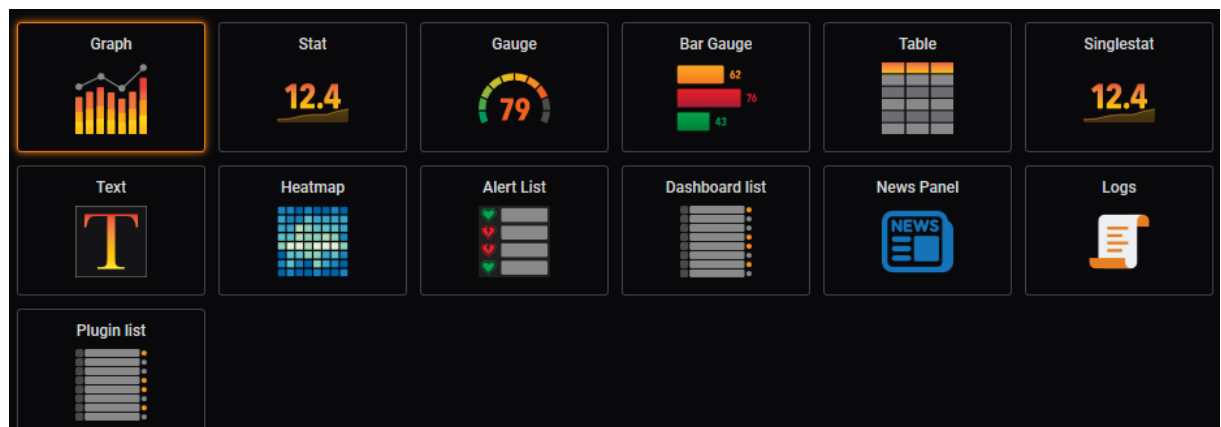 Graph
Stat
Gauge
Bar Gauge
Table
Singlestat
12.4
79
62
76
43
12.4
Text
Heatmap
Alert List
Dashboard list
News Panel
Logs
T
NEWS
Plugin list